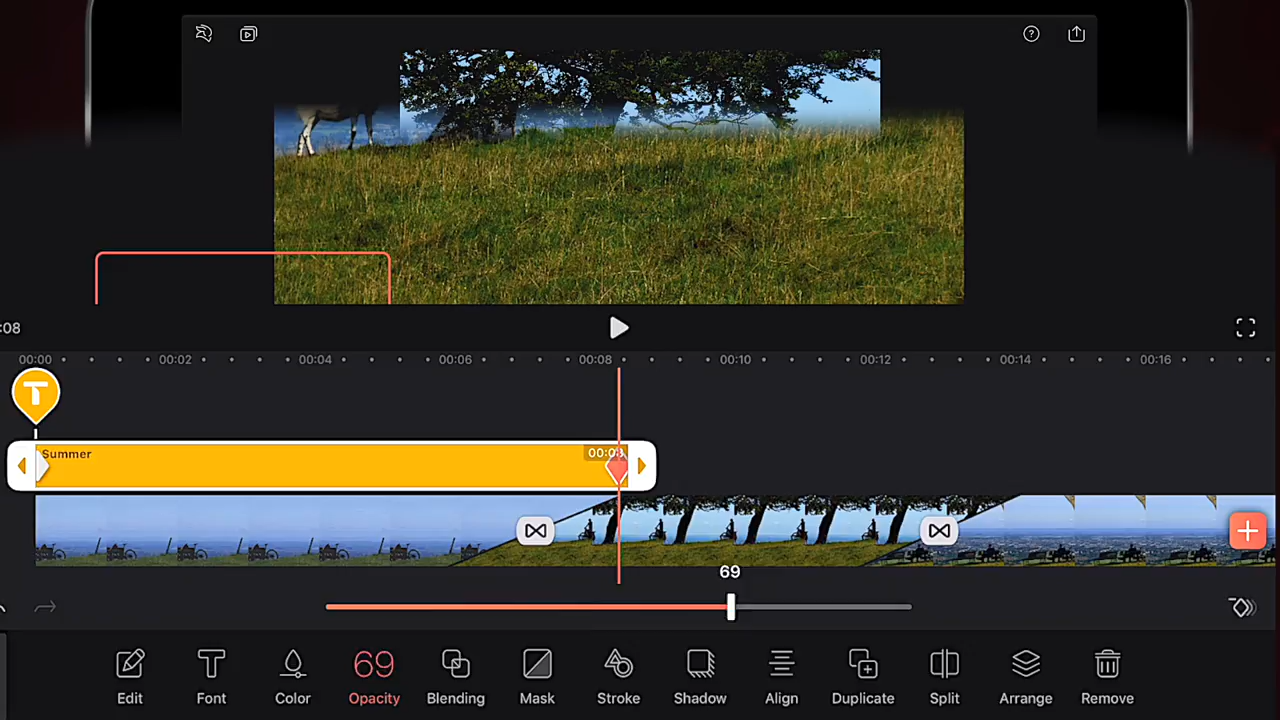 :08
00:00 00:02 00:04 00:06 00:08 00:10 00:12 00:14 00:16
T
Summer 00:08
69
69
Edit Font Color Opacity Blending Mask Stroke Shadow Align Duplicate Split Arrange Remove